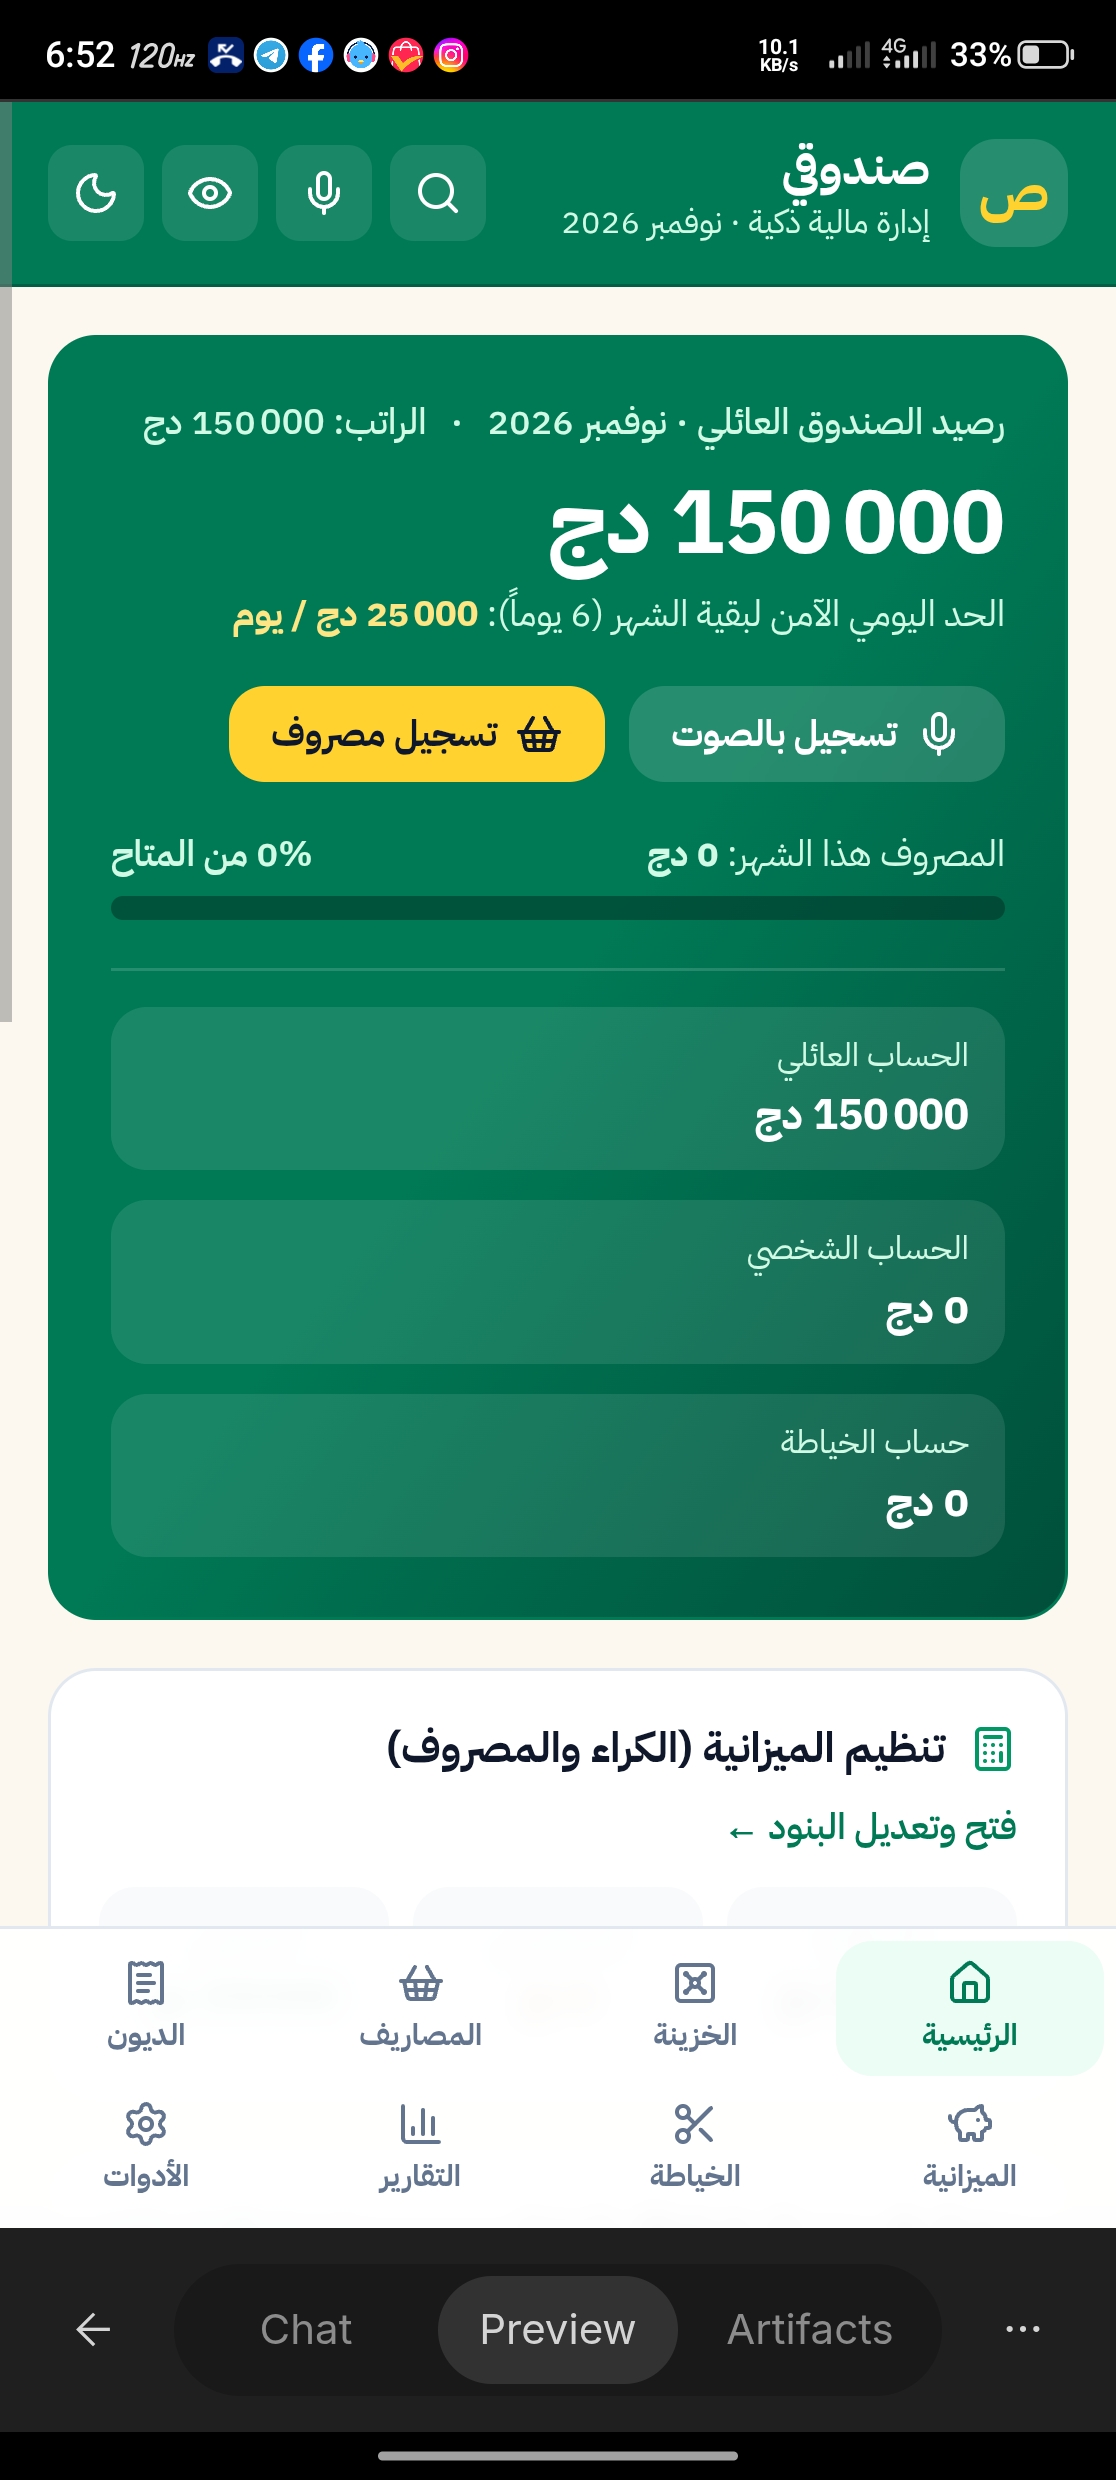 6:52 120HZ 10.1 KB/s 4G 33%
ص
صندوقي
إدارة مالية ذكية · نوفمبر 2026
رصيد الصندوق العائلي · نوفمبر 2026 · الراتب: 150 000 دج
150 000 دج
الحد اليومي الآمن لبقية الشهر (6 يوماً): 25 000 دج / يوم
تسجيل بالصوت
تسجيل مصروف
المصروف هذا الشهر: 0 دج
0% من المتاح
الحساب العائلي
150 000 دج
الحساب الشخصي
0 دج
حساب الخياطة
0 دج
تنظيم الميزانية (الكراء والمصروف)
فتح وتعديل البنود ←
الرئيسية
الخزينة
المصاريف
الديون
الميزانية
الخياطة
التقارير
الأدوات
Chat
Preview
Artifacts